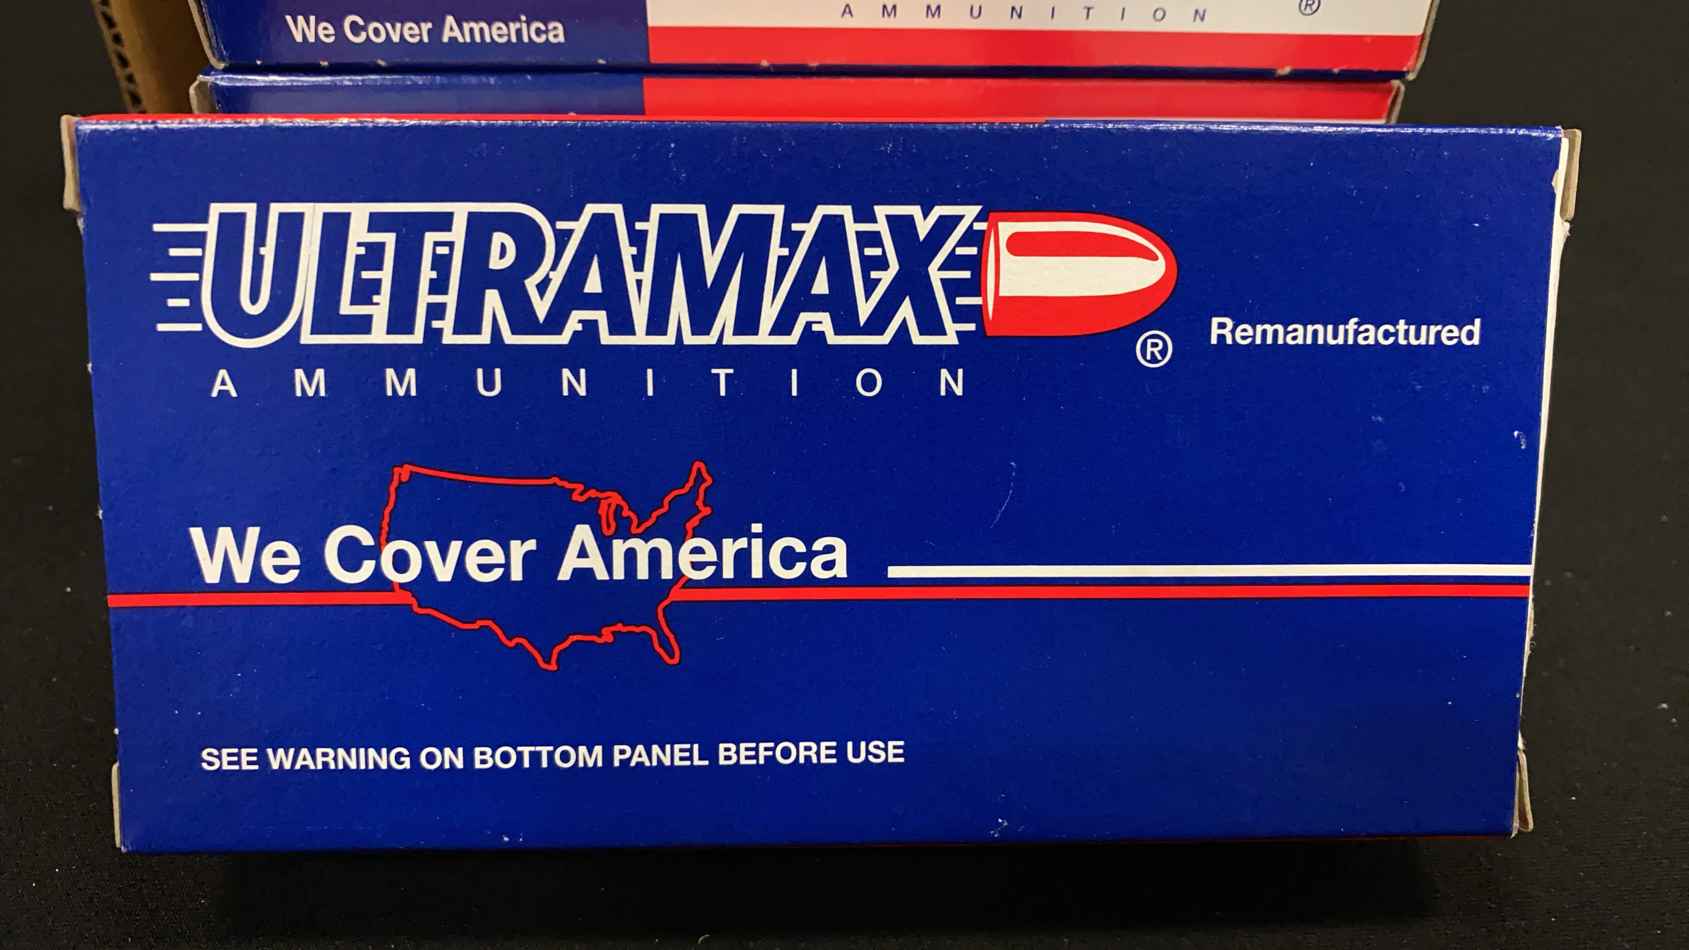 We Cover America
AMMUNITION ®
ULTRAMAX
® Remanufactured
AMMUNITION
We Cover America
SEE WARNING ON BOTTOM PANEL BEFORE USE